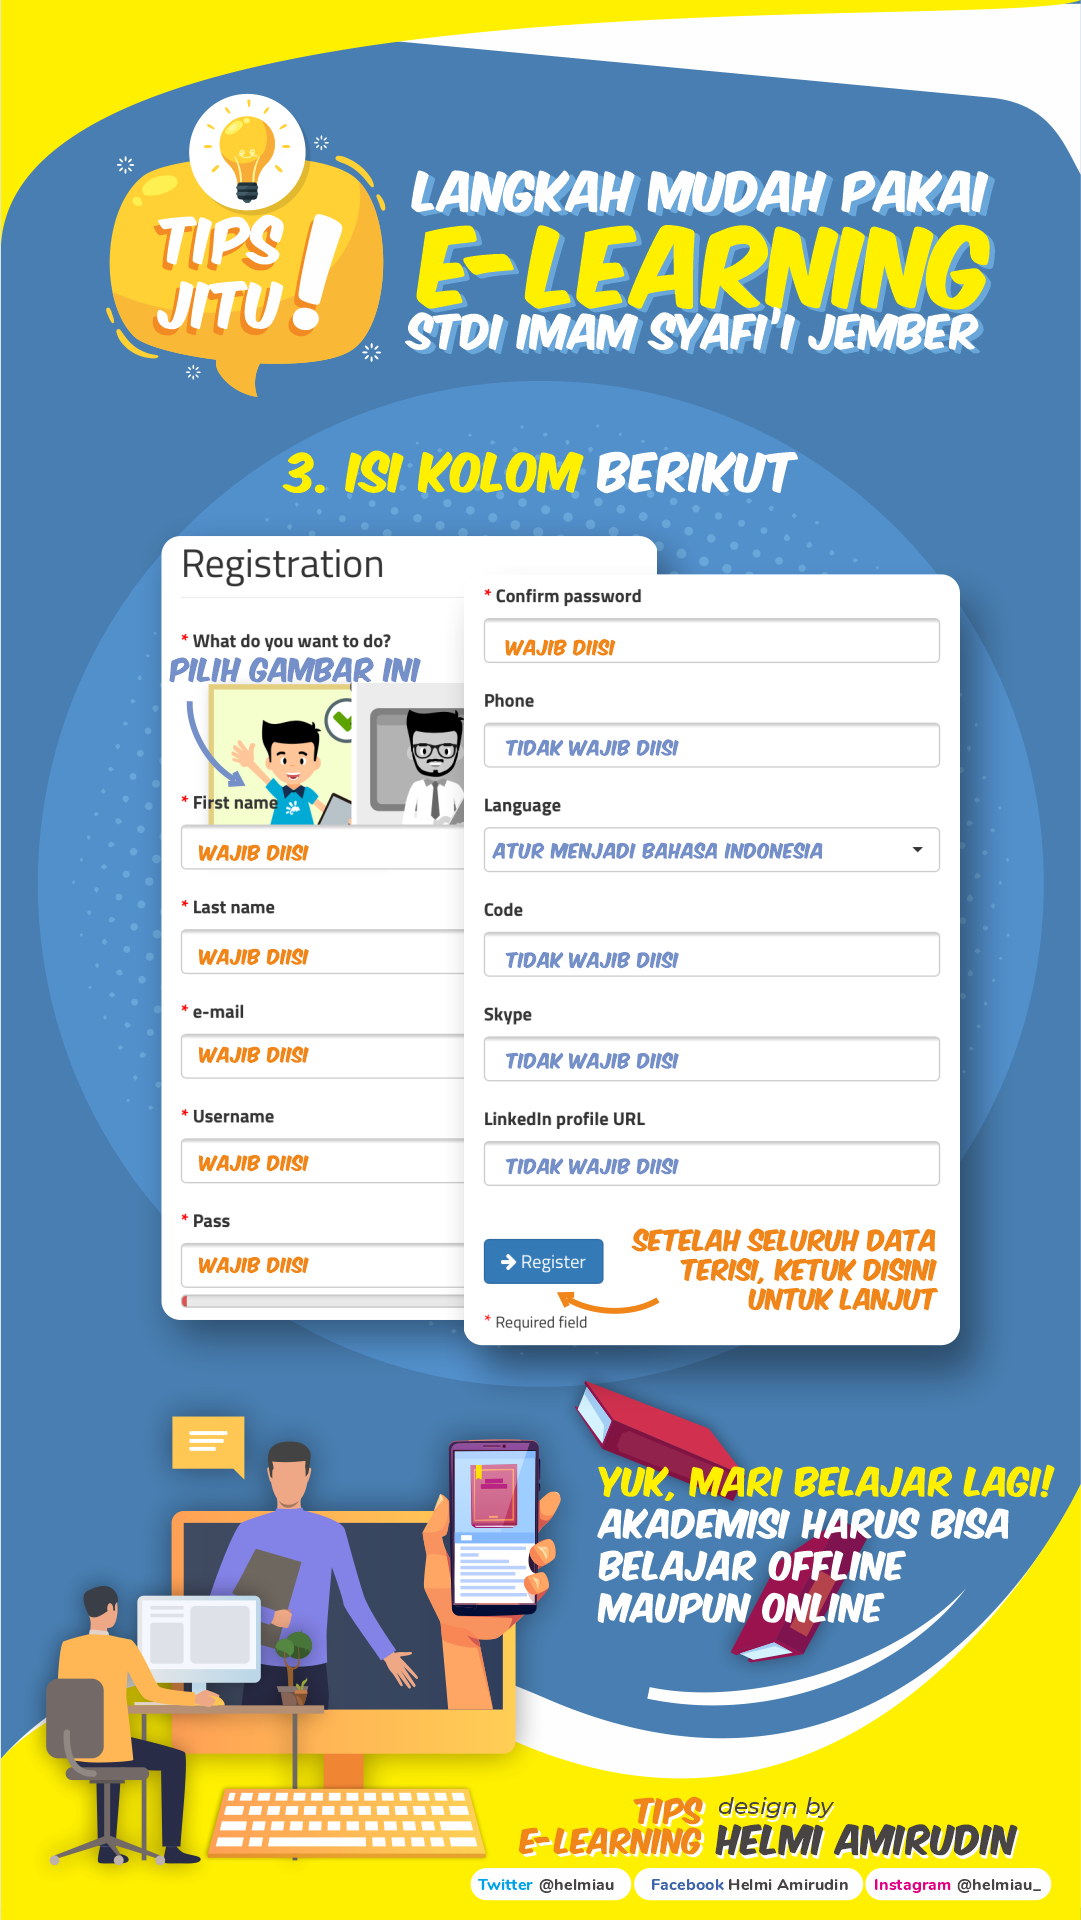 TIPS
JITU!
LANGKAH MUDAH PAKAI
E-LEARNING
STDI IMAM SYAFI'I JEMBER
3. ISI KOLOM BERIKUT
Registration
* What do you want to do?
PILIH GAMBAR INI
* First name
WAJIB DIISI
* Last name
WAJIB DIISI
* e-mail
WAJIB DIISI
* Username
WAJIB DIISI
* Pass
WAJIB DIISI
* Confirm password
WAJIB DIISI
Phone
TIDAK WAJIB DIISI
Language
ATUR MENJADI BAHASA INDONESIA
Code
TIDAK WAJIB DIISI
Skype
TIDAK WAJIB DIISI
LinkedIn profile URL
TIDAK WAJIB DIISI
Register
SETELAH SELURUH DATA
TERISI, KETUK DISINI
UNTUK LANJUT
* Required field
YUK, MARI BELAJAR LAGI!
AKADEMISI HARUS BISA
BELAJAR OFFLINE
MAUPUN ONLINE
TIPS
E-LEARNING
design by
HELMI AMIRUDIN
Twitter @helmiau
Facebook Helmi Amirudin
Instagram @helmiau_